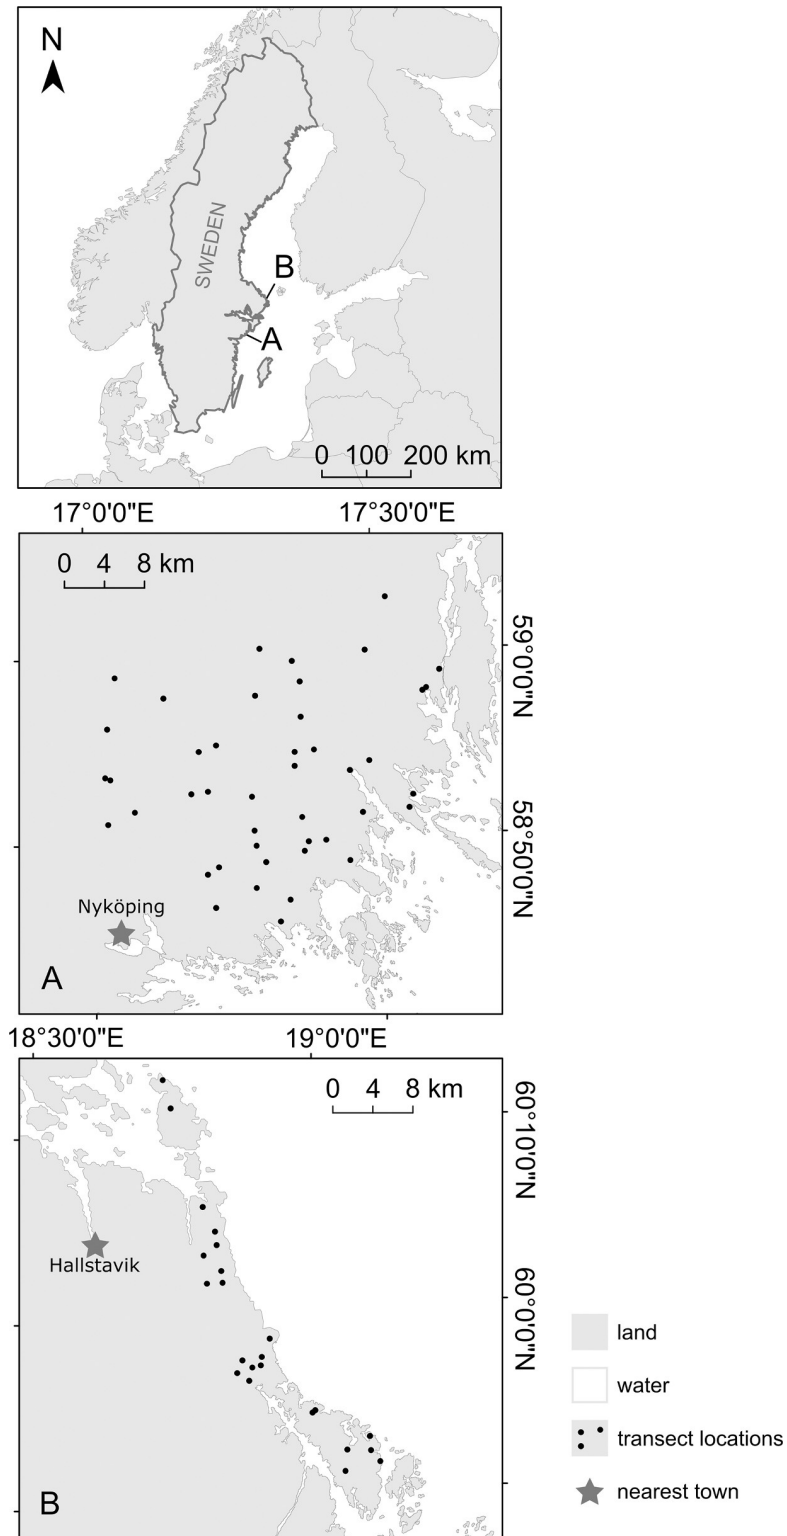 N
SWEDEN
B
A
0 100 200 km
17°0'0"E 17°30'0"E
0 4 8 km
59°0'0"N
58°50'0"N
Nyköping
A
18°30'0"E 19°0'0"E
0 4 8 km
60°10'0"N
Hallstavik
60°0'0"N
land
water
transect locations
nearest town
B